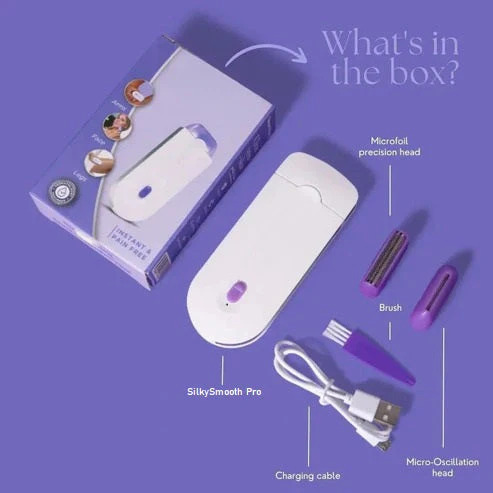 What's in
the box?
Arms
Face
Legs
INSTANT &
PAIN FREE
Microfoil
precision head
Brush
SilkySmooth Pro
Charging cable
Micro-Oscillation
head